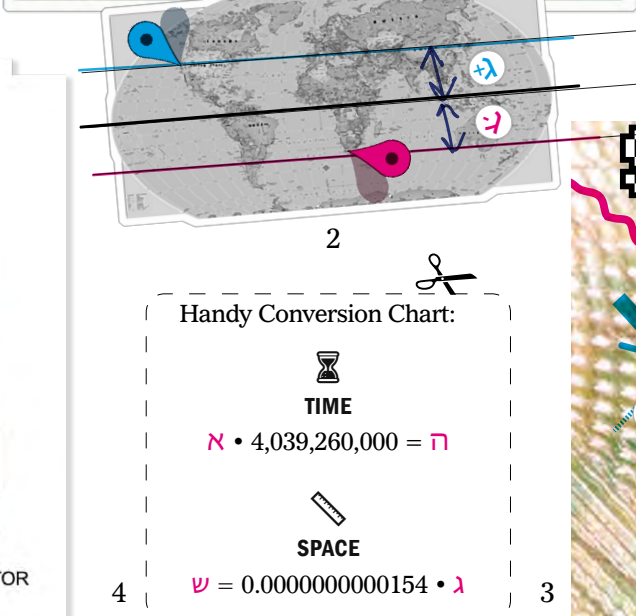 +ג
-ג
2
Handy Conversion Chart:
TIME
א • 4,039,260,000 = ה
SPACE
ש = 0.0000000000154 • ג
OR
4
3